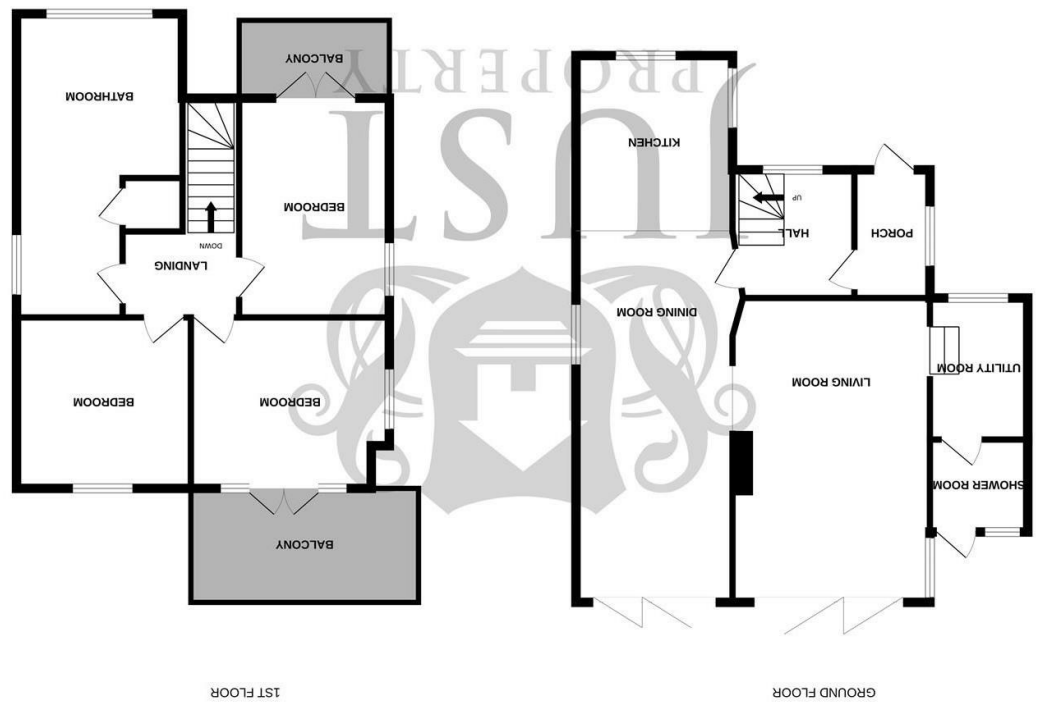 GROUND FLOOR
SHOWER ROOM
UTILITY ROOM
LIVING ROOM
DINING ROOM
PORCH
HALL
UP
KITCHEN
1ST FLOOR
BALCONY
BEDROOM
BEDROOM
LANDING
DOWN
BEDROOM
BATHROOM
BALCONY
JUST
PROPERTY